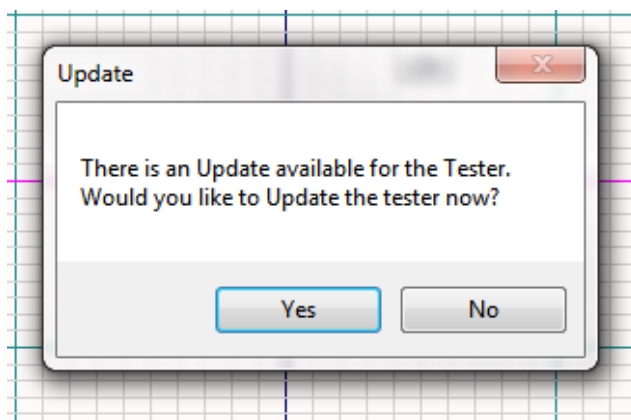 Update
There is an Update available for the Tester.
Would you like to Update the tester now?
Yes
No